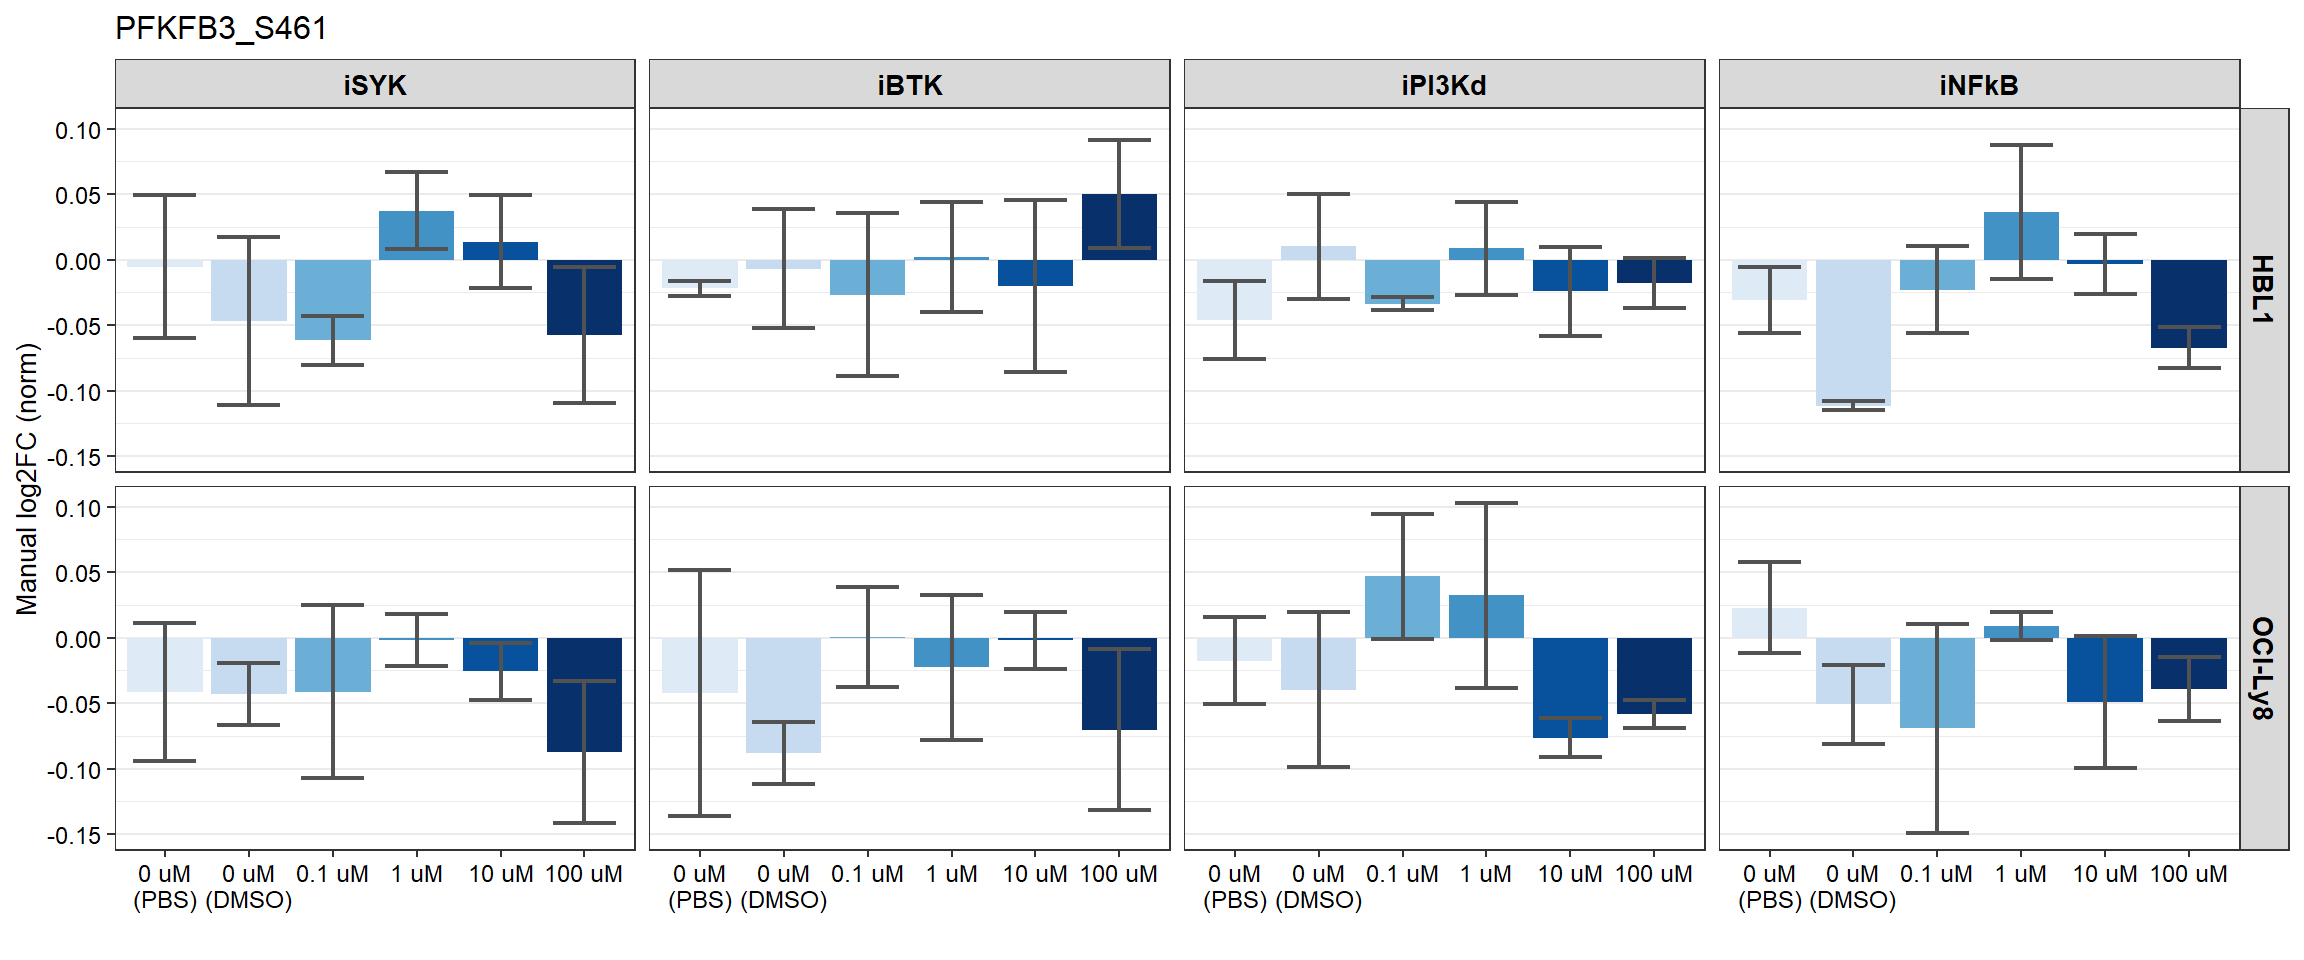 PFKFB3_S461
iSYK
iBTK
iPI3Kd
iNFkB
0.10
0.05
0.00
-0.05
-0.10
-0.15
HBL1
Manual log2FC (norm)
0.10
0.05
0.00
-0.05
-0.10
-0.15
OCI-Ly8
0 uM 0 uM 0.1 uM 1 uM 10 uM 100 uM
(PBS) (DMSO)
0 uM 0 uM 0.1 uM 1 uM 10 uM 100 uM
(PBS) (DMSO)
0 uM 0 uM 0.1 uM 1 uM 10 uM 100 uM
(PBS) (DMSO)
0 uM 0 uM 0.1 uM 1 uM 10 uM 100 uM
(PBS) (DMSO)